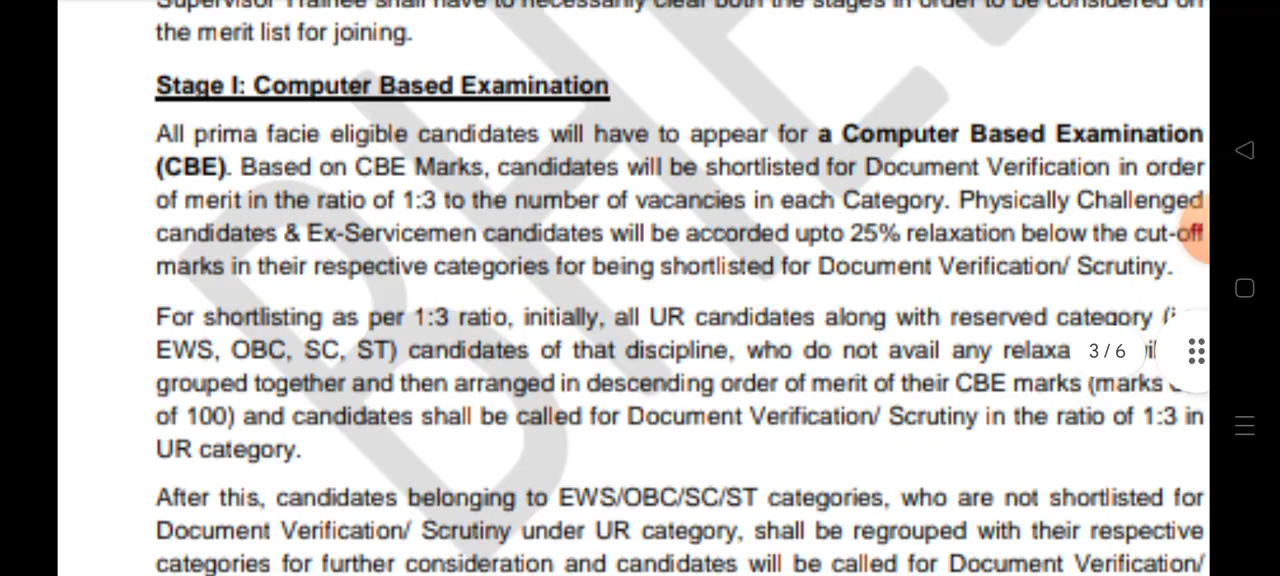 Supervisor Trainee shall have to necessarily clear both the stages in order to be considered on
the merit list for joining.
Stage I: Computer Based Examination
All prima facie eligible candidates will have to appear for a Computer Based Examination
(CBE). Based on CBE Marks, candidates will be shortlisted for Document Verification in order
of merit in the ratio of 1:3 to the number of vacancies in each Category. Physically Challenged
candidates & Ex-Servicemen candidates will be accorded upto 25% relaxation below the cut-off
marks in their respective categories for being shortlisted for Document Verification/ Scrutiny.
For shortlisting as per 1:3 ratio, initially, all UR candidates along with reserved category
EWS, OBC, SC, ST) candidates of that discipline, who do not avail any relaxa 3/6
grouped together and then arranged in descending order of merit of their CBE marks (marks
of 100) and candidates shall be called for Document Verification/ Scrutiny in the ratio of 1:3 in
UR category.
After this, candidates belonging to EWS/OBC/SC/ST categories, who are not shortlisted for
Document Verification/ Scrutiny under UR category, shall be regrouped with their respective
categories for further consideration and candidates will be called for Document Verification/